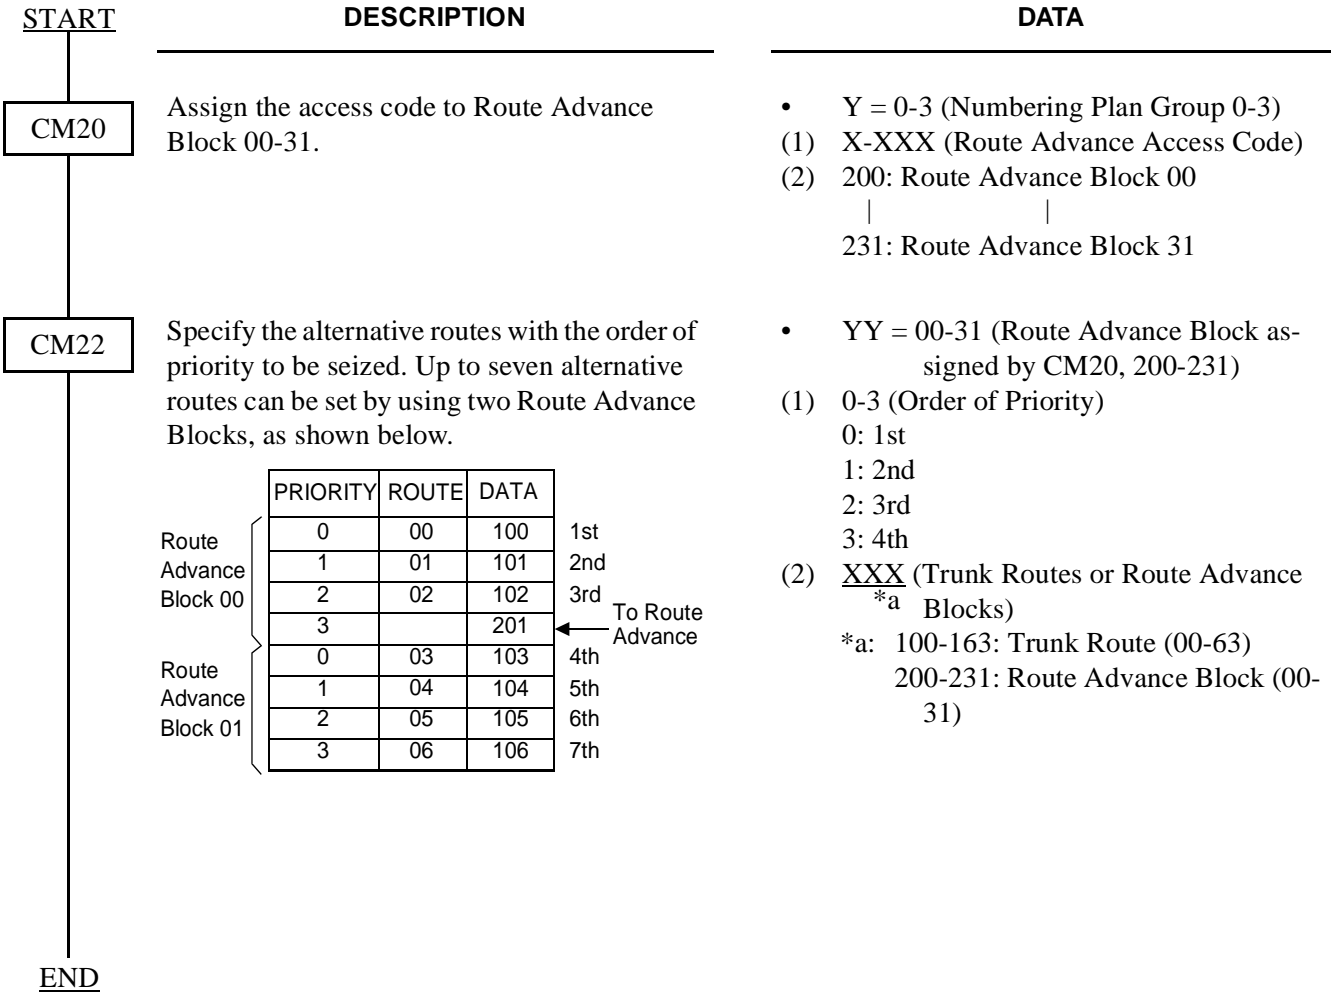 START
DESCRIPTION
DATA
CM20
Assign the access code to Route Advance
Block 00-31.
• Y = 0-3 (Numbering Plan Group 0-3)
(1) X-XXX (Route Advance Access Code)
(2) 200: Route Advance Block 00
| |
231: Route Advance Block 31
CM22
Specify the alternative routes with the order of
priority to be seized. Up to seven alternative
routes can be set by using two Route Advance
Blocks, as shown below.
PRIORITY ROUTE DATA
Route
Advance
Block 00
0 00 100 1st
1 01 101 2nd
2 02 102 3rd
3 201
To Route
Advance
Route
Advance
Block 01
0 03 103 4th
1 04 104 5th
2 05 105 6th
3 06 106 7th
• YY = 00-31 (Route Advance Block as-
signed by CM20, 200-231)
(1) 0-3 (Order of Priority)
0: 1st
1: 2nd
2: 3rd
3: 4th
(2) XXX (Trunk Routes or Route Advance
*a Blocks)
*a: 100-163: Trunk Route (00-63)
200-231: Route Advance Block (00-
31)
END